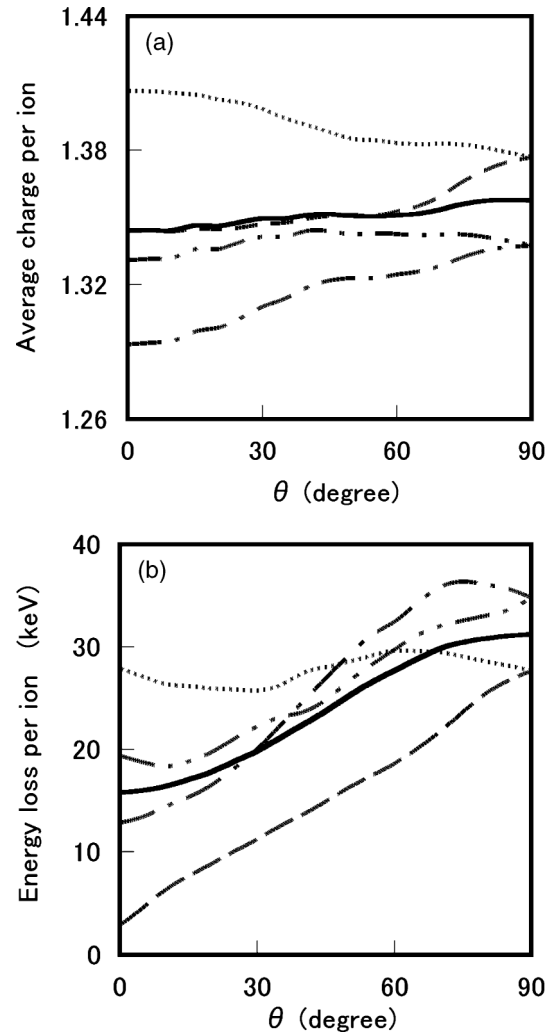 1.44
(a)
1.38
1.32
1.26
Average charge per ion
0 30 60 90
θ (degree)
40
(b)
30
20
10
0
Energy loss per ion (keV)
0 30 60 90
θ (degree)